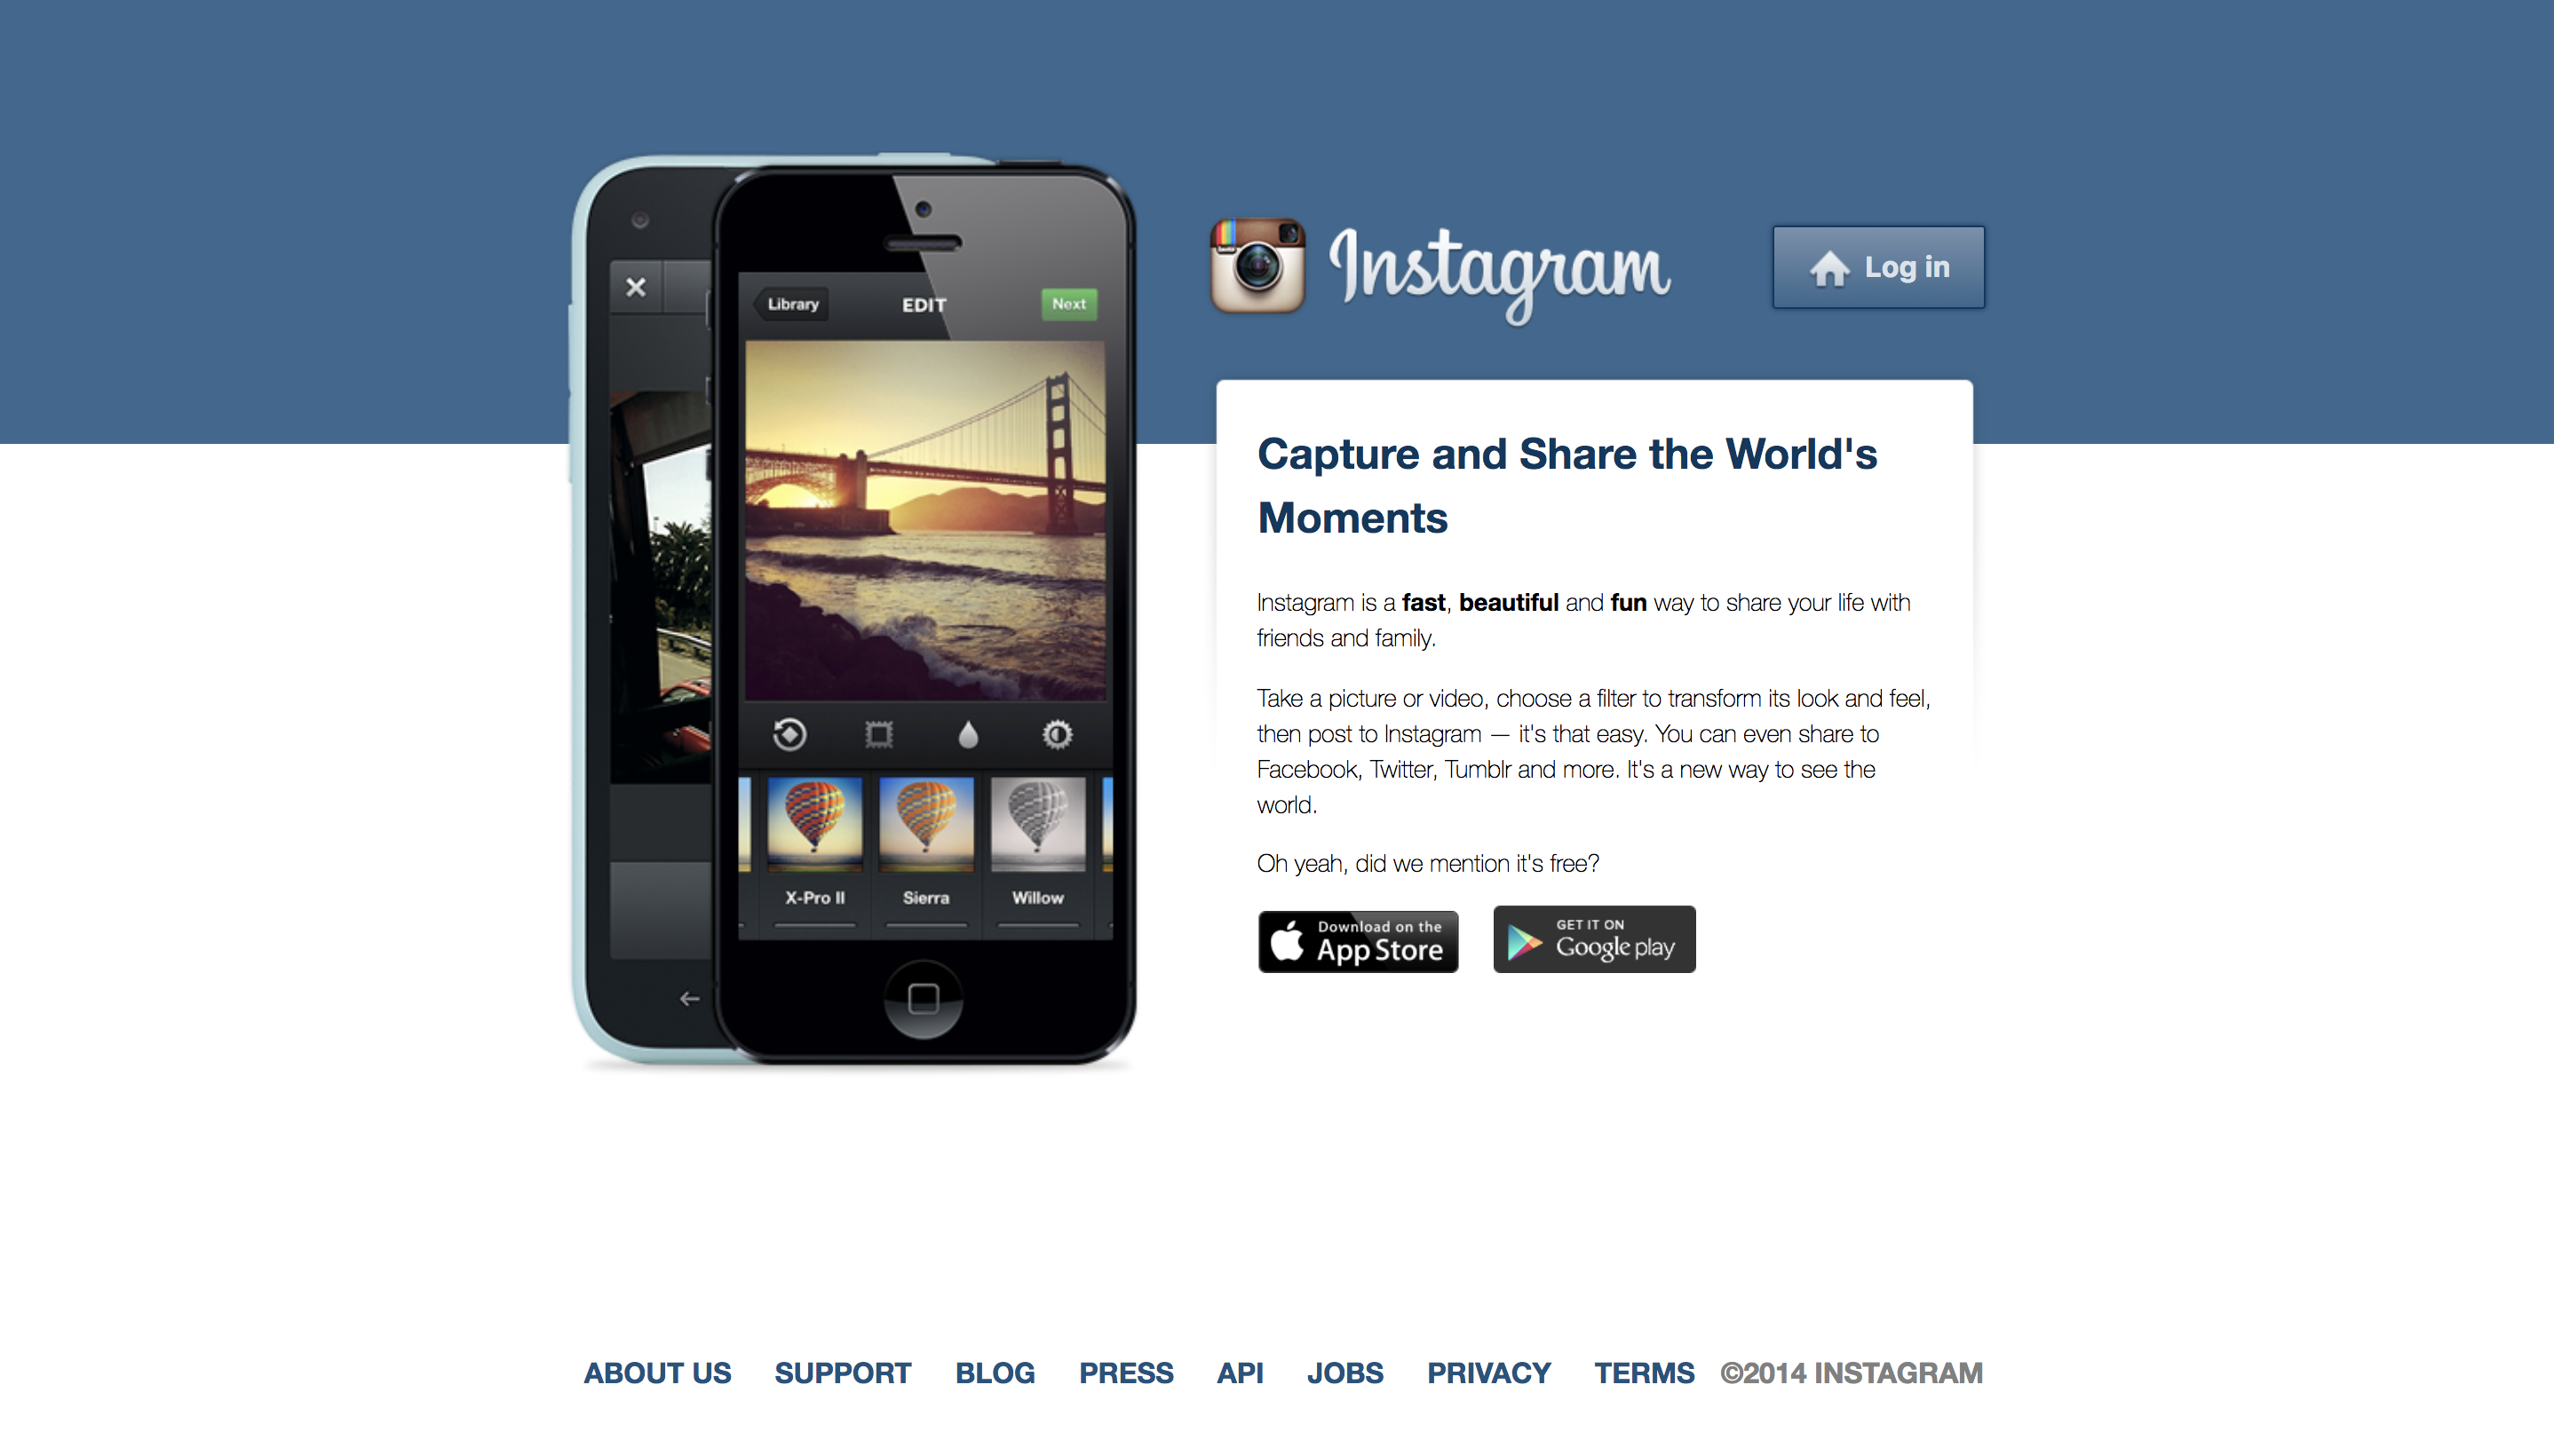 Instagram
Log in
Library
EDIT
Next
X-Pro II
Sierra
Willow
Capture and Share the World's
Moments
Instagram is a fast, beautiful and fun way to share your life with
friends and family.
Take a picture or video, choose a filter to transform its look and feel,
then post to Instagram — it's that easy. You can even share to
Facebook, Twitter, Tumblr and more. It's a new way to see the
world.
Oh yeah, did we mention it's free?
Download on the
App Store
GET IT ON
Google play
ABOUT US SUPPORT BLOG PRESS API JOBS PRIVACY TERMS ©2014 INSTAGRAM